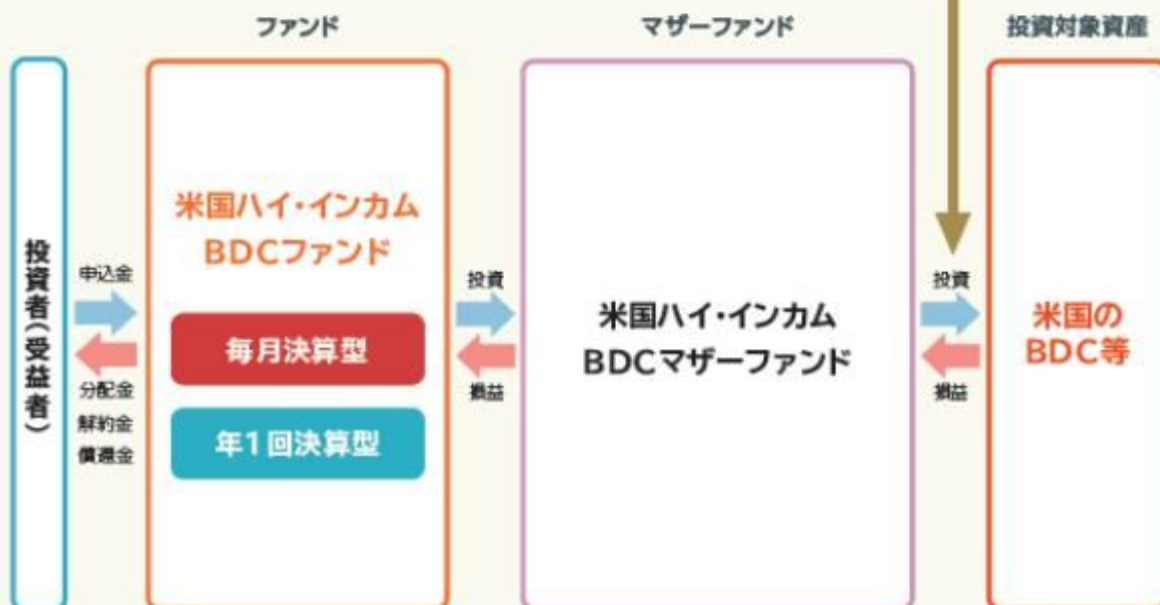 ファンド
マザーファンド
投資対象資産
投資者(受益者)
申込金
分配金
解約金
償還金
米国ハイ・インカム
BDCファンド
毎月決算型
年1回決算型
投資
損益
米国ハイ・インカム
BDCマザーファンド
投資
損益
米国の
BDC等